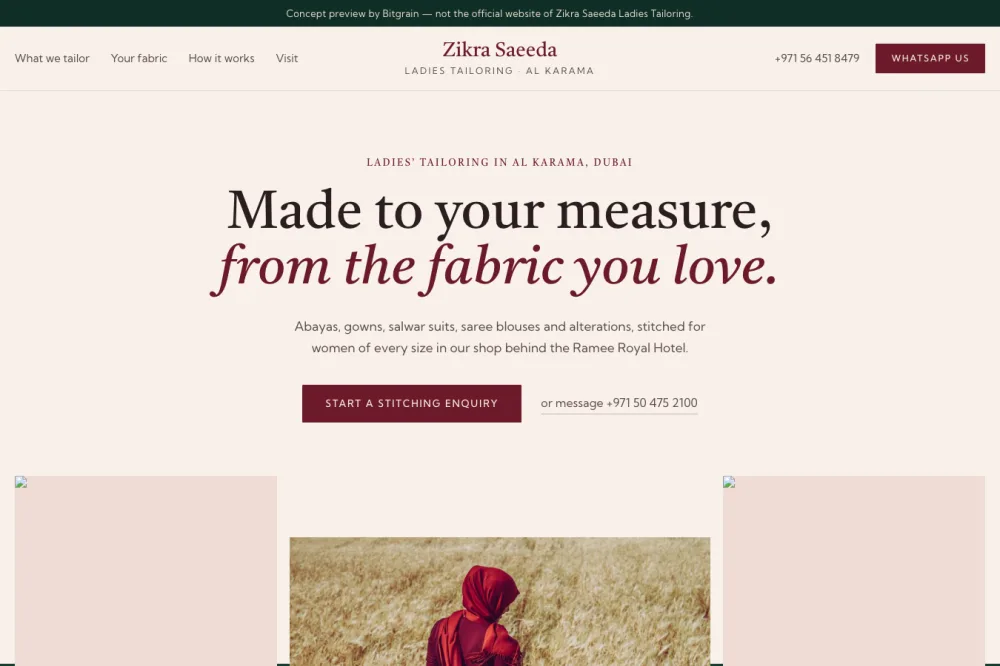 Concept preview by Bitgrain — not the official website of Zikra Saeeda Ladies Tailoring.
What we tailor
Your fabric
How it works
Visit
Zikra Saeeda
LADIES TAILORING · AL KARAMA
+971 56 451 8479
WHATSAPP US
LADIES' TAILORING IN AL KARAMA, DUBAI
Made to your measure,
from the fabric you love.
Abayas, gowns, salwar suits, saree blouses and alterations, stitched for
women of every size in our shop behind the Ramee Royal Hotel.
START A STITCHING ENQUIRY
or message +971 50 475 2100